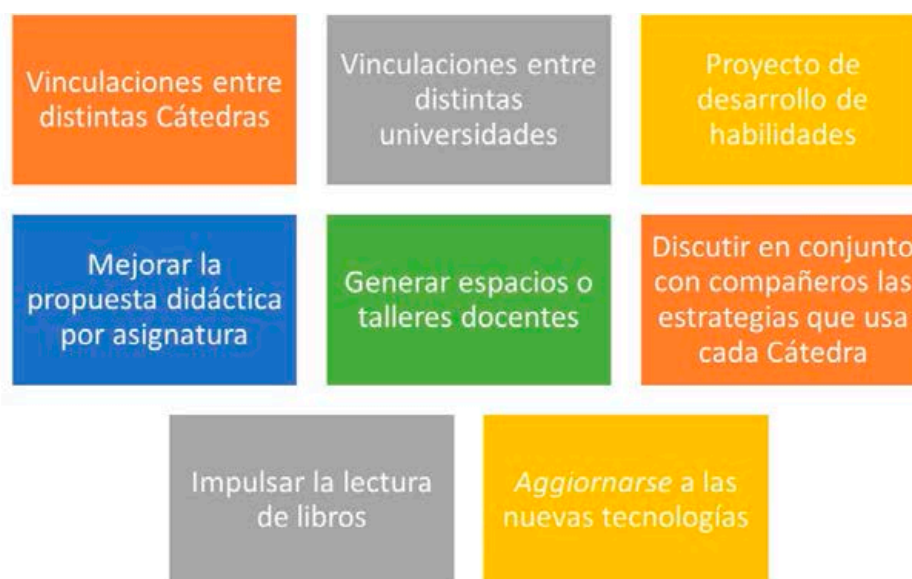 Vinculaciones entre
distintas Cátedras
Vinculaciones entre
distintas
universidades
Proyecto de
desarrollo de
habilidades
Mejorar la
propuesta didáctica
por asignatura
Generar espacios o
talleres docentes
Discutir en conjunto
con compañeros las
estrategias que usa
cada Cátedra
Impulsar la lectura
de libros
Aggiornarse a las
nuevas tecnologías